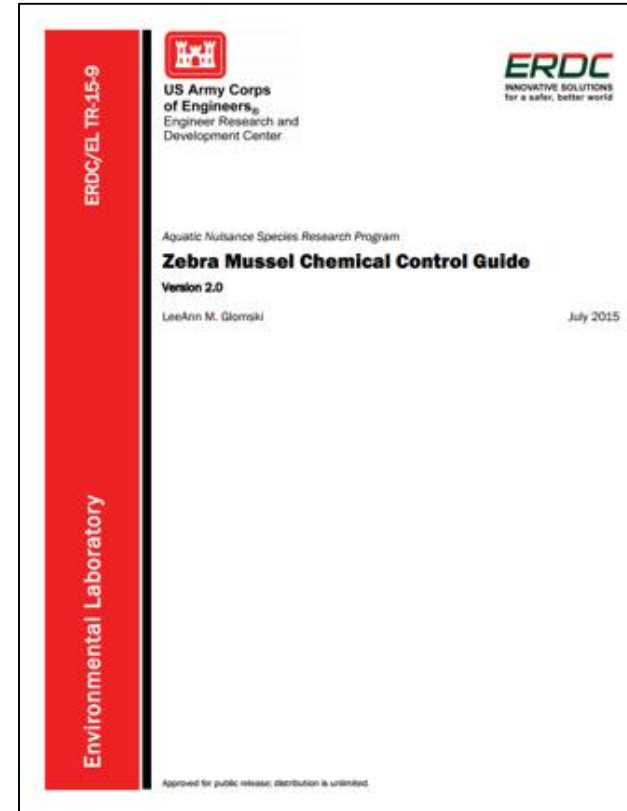 ERDC/EL TR-15-9
US Army Corps
of Engineers®
Engineer Research and
Development Center
ERDC
INNOVATIVE SOLUTIONS
for a safer, better world
Aquatic Nuisance Species Research Program
Zebra Mussel Chemical Control Guide
Version 2.0
LeeAnn M. Glomski
July 2015
Environmental Laboratory
Approved for public release; distribution is unlimited.